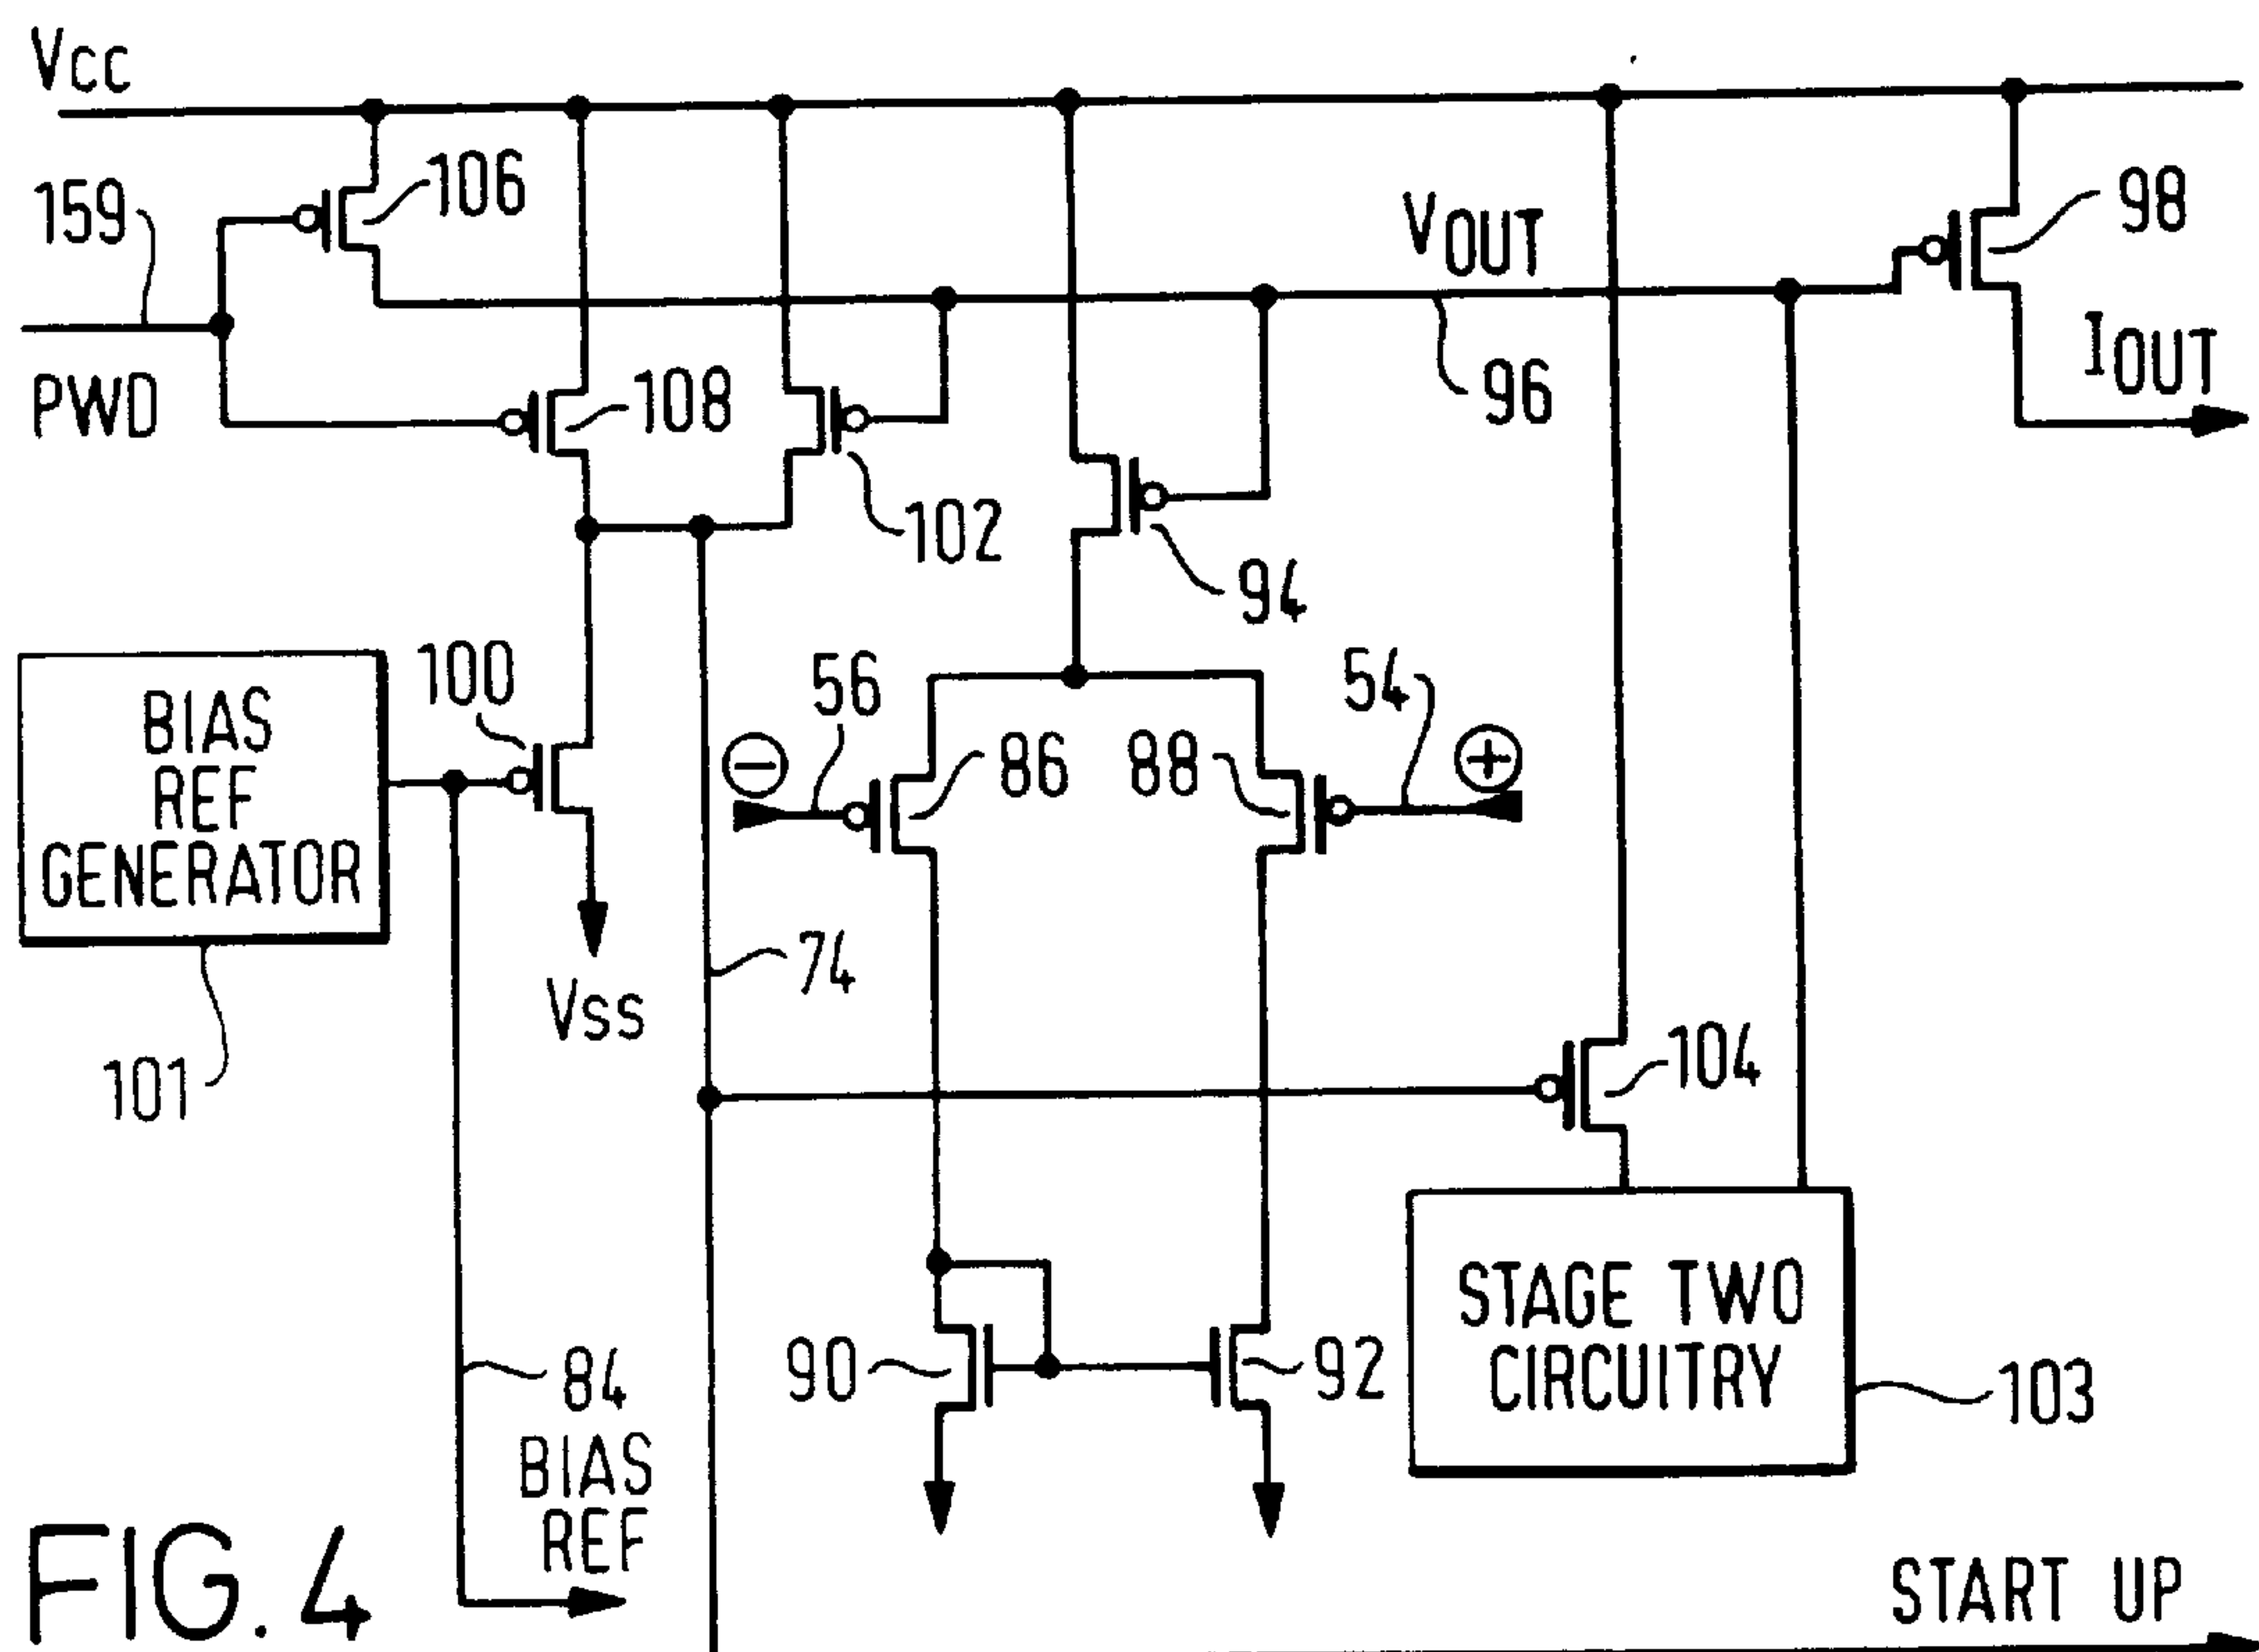 VCC
159
106
98
VOUT
IOUT
PWD
108
96
102
94
BIAS
REF
GENERATOR
100
56
54
86
88
74
VSS
101
104
90
92
STAGE TWO
CIRCUITRY
103
84
BIAS
REF
FIG. 4
START UP